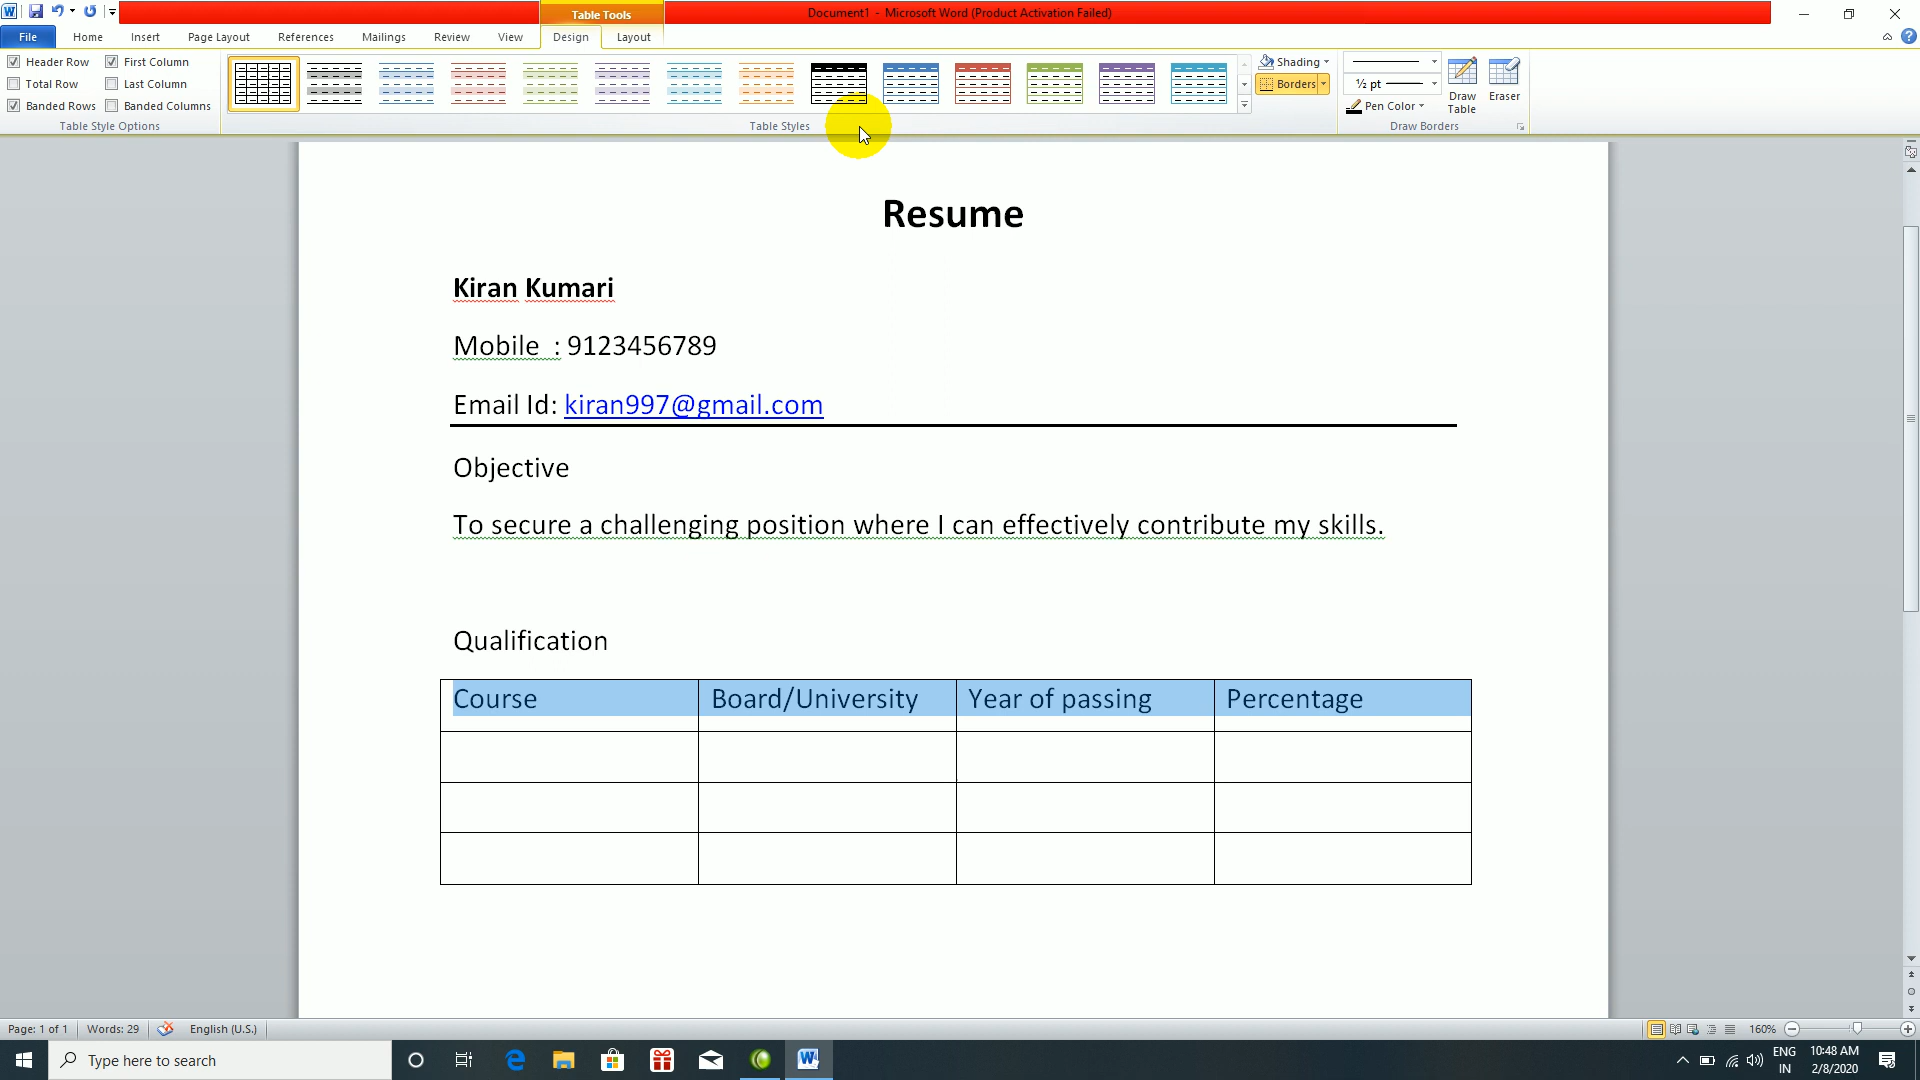 Table Tools
Document1 - Microsoft Word (Product Activation Failed)
File Home Insert Page Layout References Mailings Review View Design Layout
Header Row First Column
Total Row Last Column
Banded Rows Banded Columns
Table Style Options
Table Styles
Shading
Borders
½ pt
Pen Color
Draw Table
Eraser
Draw Borders
Resume
Kiran Kumari
Mobile : 9123456789
Email Id: kiran997@gmail.com
Objective
To secure a challenging position where I can effectively contribute my skills.
Qualification
Course Board/University Year of passing Percentage
Page: 1 of 1 Words: 29 English (U.S.) 160%
Type here to search
ENG
IN
10:48 AM
2/8/2020